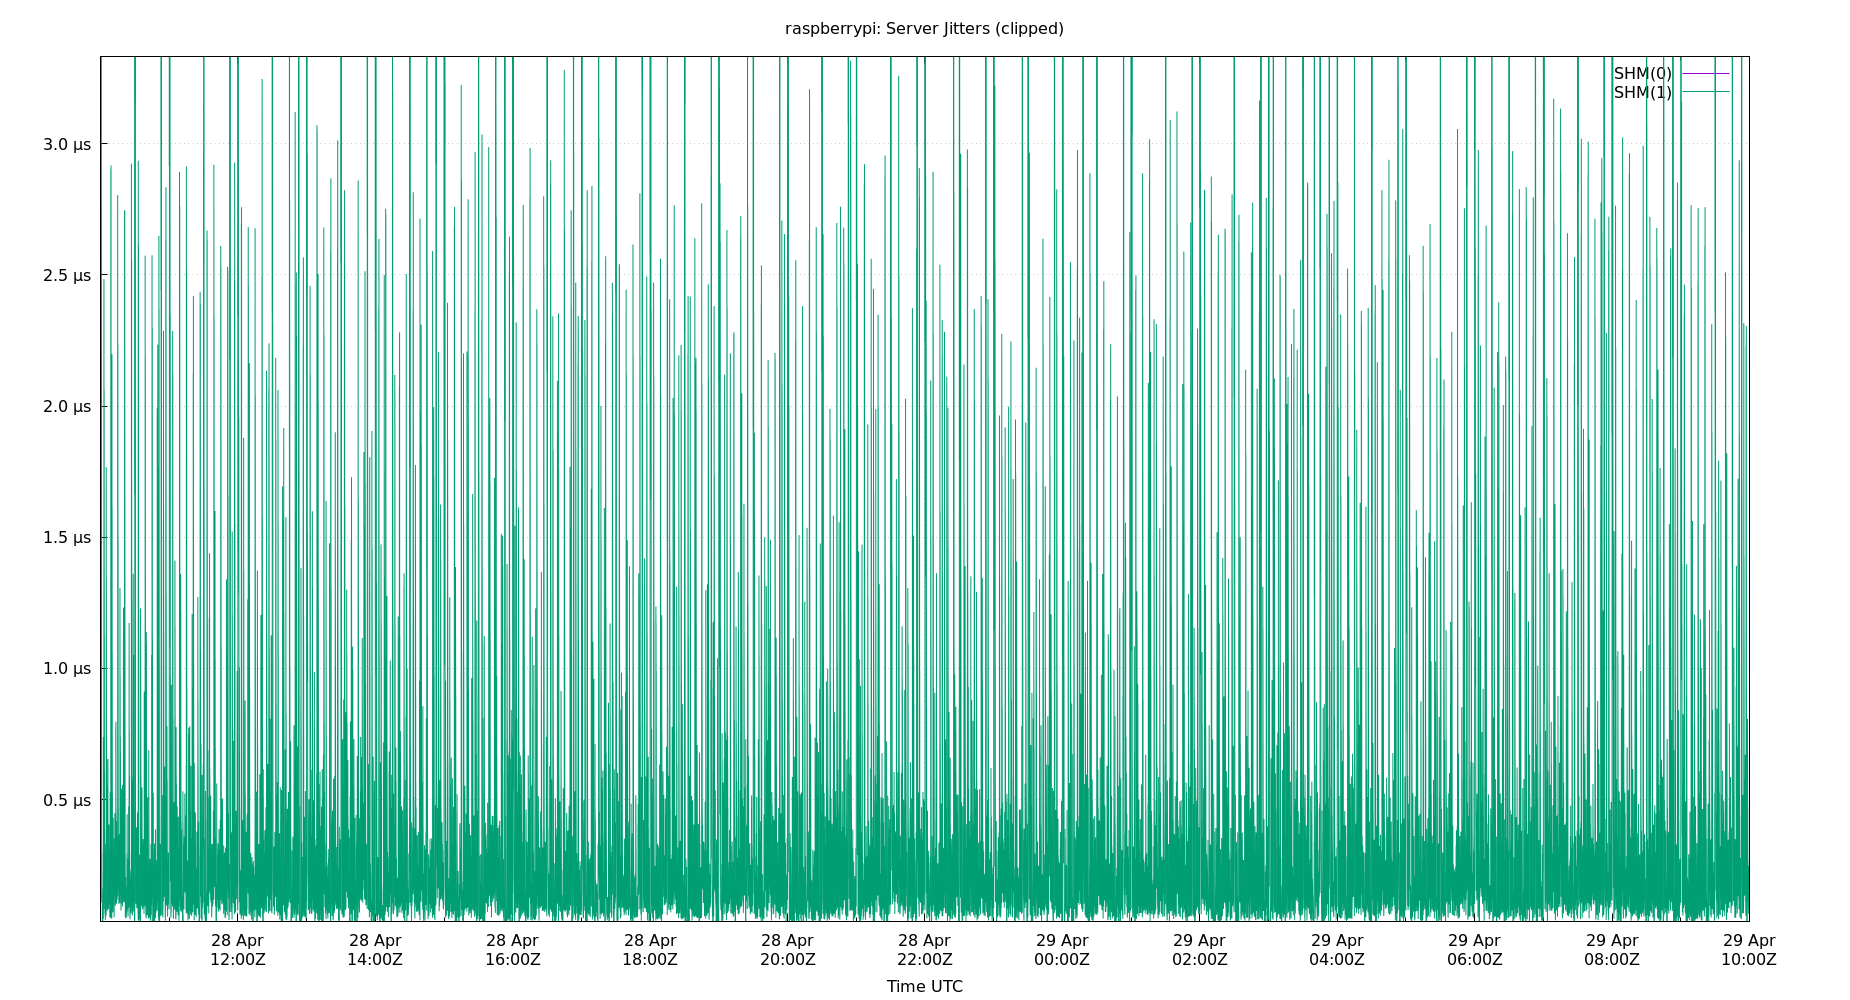 raspberrypi: Server Jitters (clipped)
SHM(0)
SHM(1)
3.0 µs
2.5 µs
2.0 µs
1.5 µs
1.0 µs
0.5 µs
28 Apr 28 Apr 28 Apr 28 Apr 28 Apr 28 Apr 29 Apr 29 Apr 29 Apr 29 Apr 29 Apr 29 Apr
12:00Z 14:00Z 16:00Z 18:00Z 20:00Z 22:00Z 00:00Z 02:00Z 04:00Z 06:00Z 08:00Z 10:00Z
Time UTC